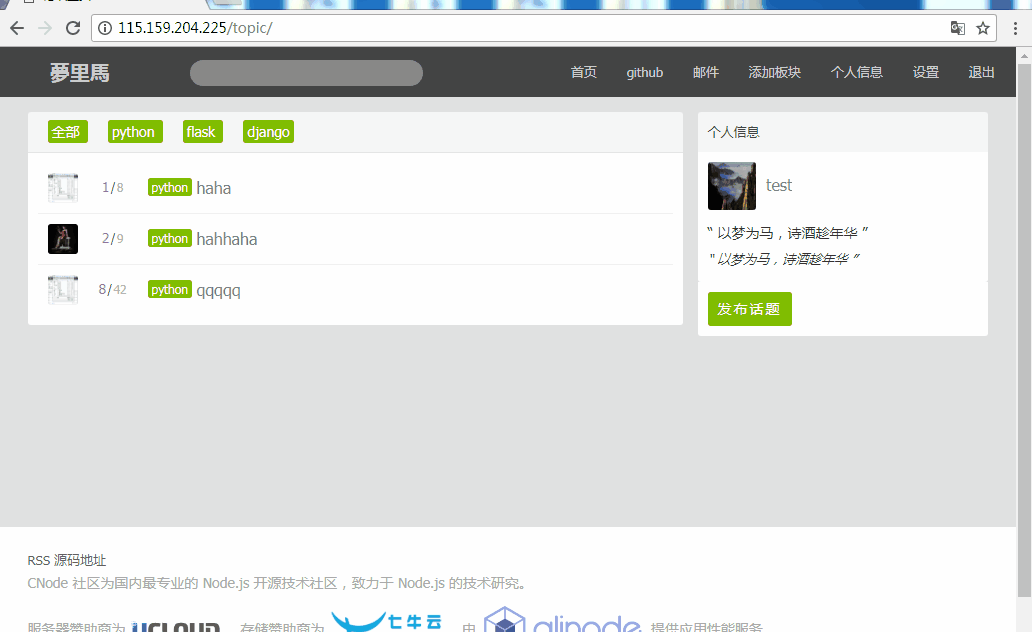 115.159.204.225/topic/
夢里馬
首页 github 邮件 添加板块 个人信息 设置 退出
全部 python flask django
1/8 python haha
2/9 python hahhaha
8/42 python qqqqq
个人信息
test
“ 以梦为马，诗酒趁年华 ”
" 以梦为马，诗酒趁年华 ”
发布话题
RSS 源码地址
CNode 社区为国内最专业的 Node.js 开源技术社区，致力于 Node.js 的技术研究。
服务器赞助商为 UCLOUD 存储赞助商为 七牛云 由 alinode 提供应用性能服务